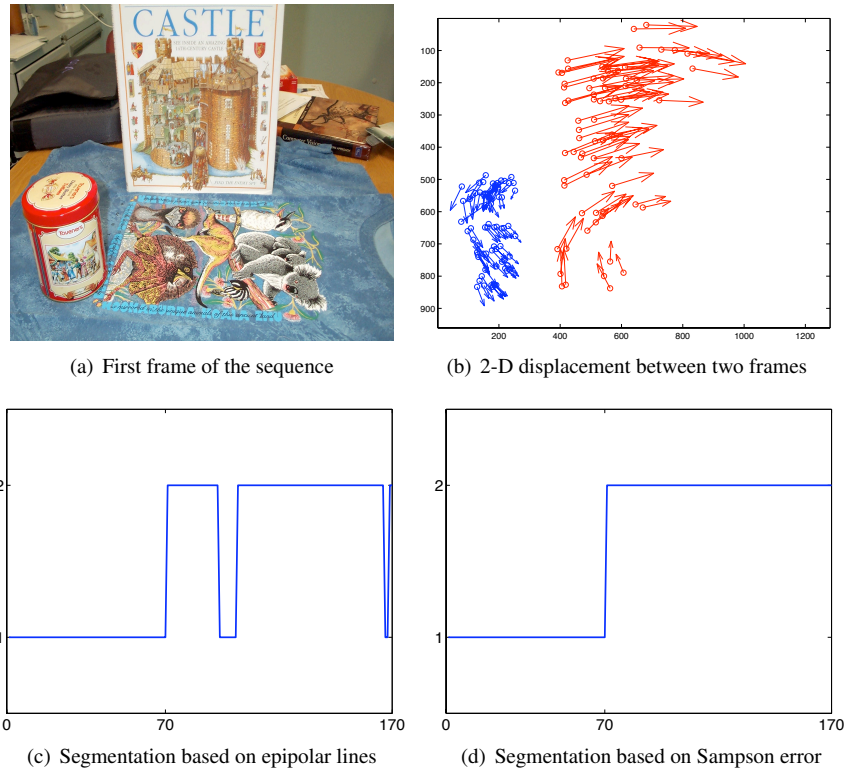 CASTLE
Tourneris
(a) First frame of the sequence
100
200
300
400
500
600
700
800
900
200 400 600 800 1000 1200
(b) 2-D displacement between two frames
2
1
0 70 170
(c) Segmentation based on epipolar lines
2
1
0 70 170
(d) Segmentation based on Sampson error